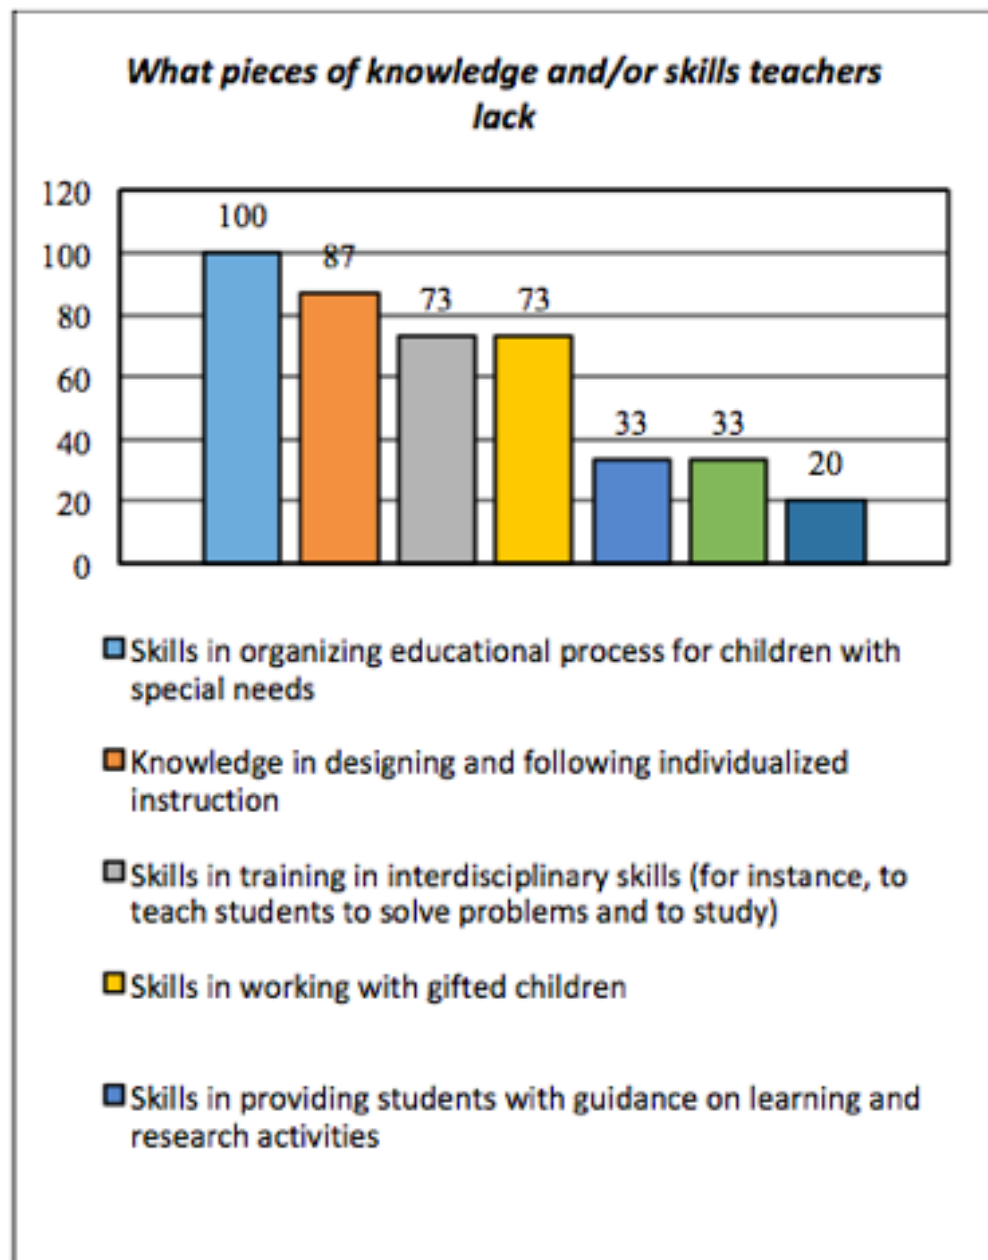 What pieces of knowledge and/or skills teachers
lack
120
100
80
60
40
20
0
100
87
73
73
33
33
20
Skills in organizing educational process for children with
special needs
Knowledge in designing and following individualized
instruction
Skills in training in interdisciplinary skills (for instance, to
teach students to solve problems and to study)
Skills in working with gifted children
Skills in providing students with guidance on learning and
research activities